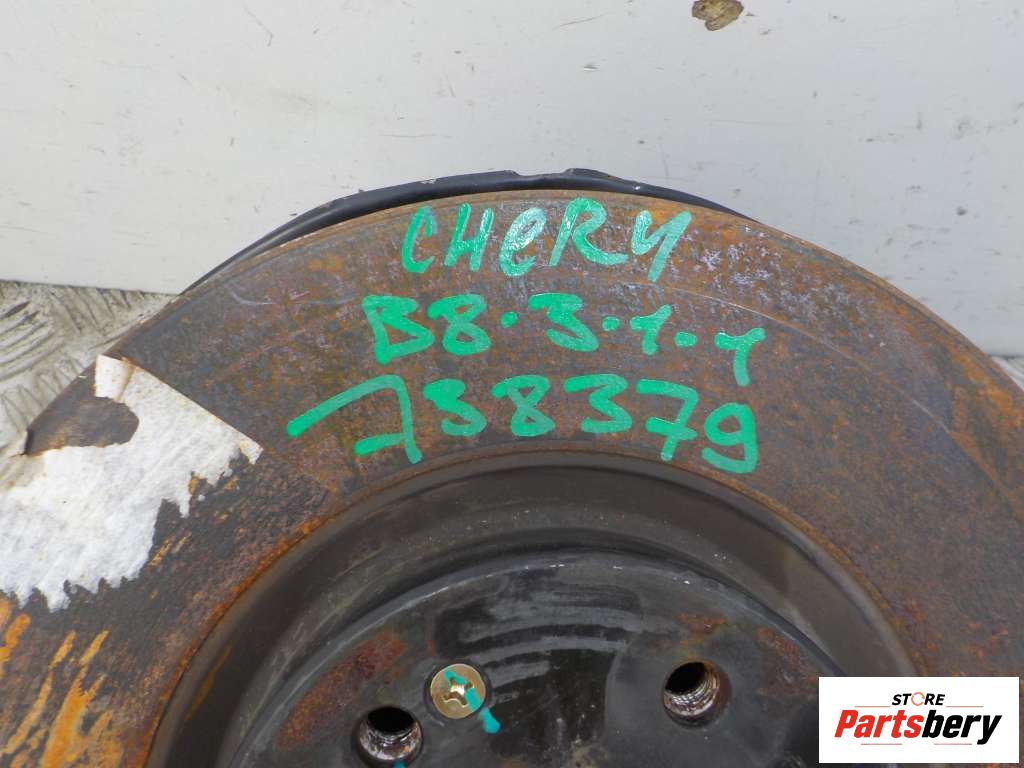 CHERY
B8·3·1-1
738379
STORE
Partsbery